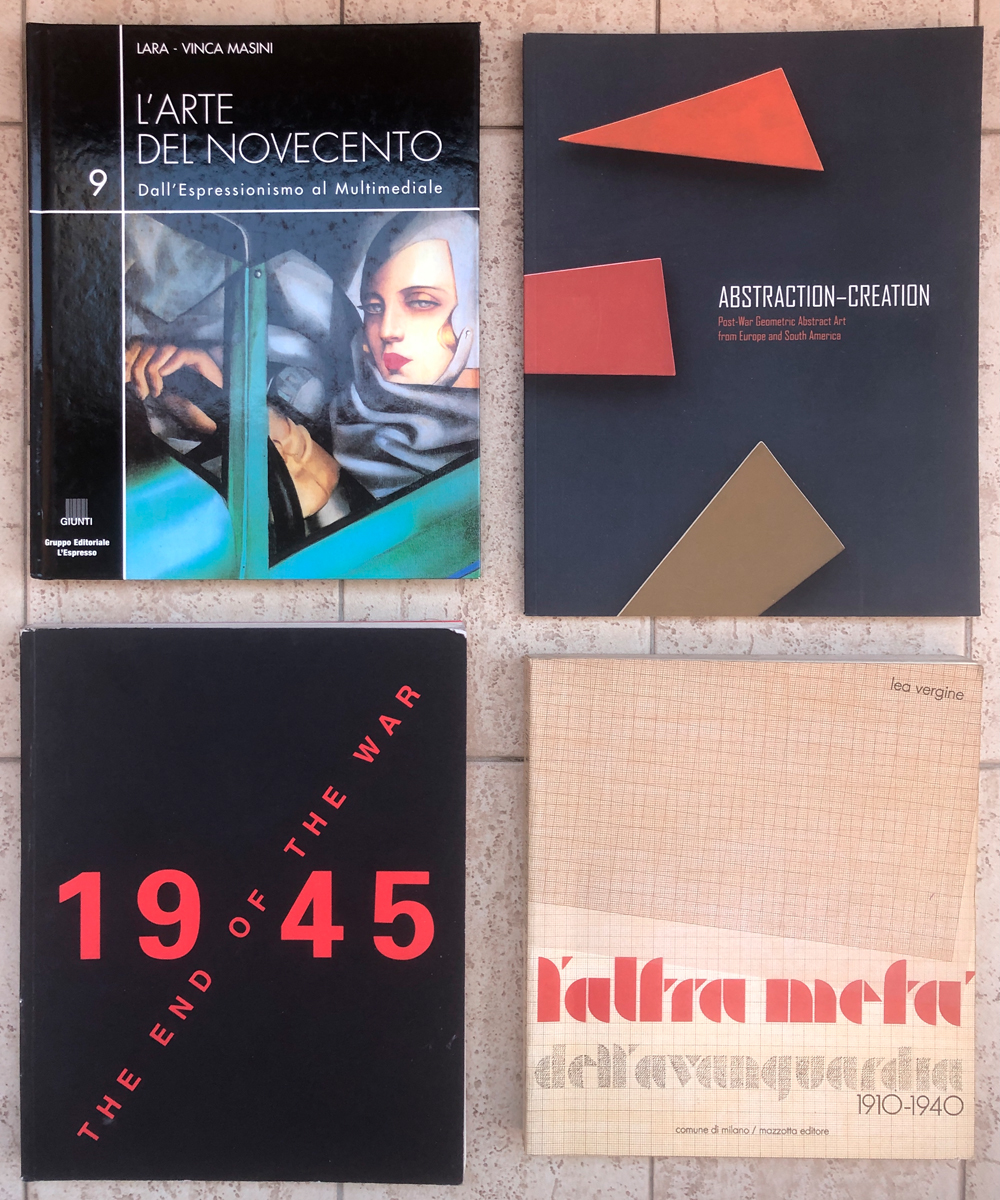 LARA - VINCA MASINI
L'ARTE
DEL NOVECENTO
9
Dall'Espressionismo al Multimediale
GIUNTI
Gruppo Editoriale
L'Espresso
ABSTRACTION–CREATION
Post-War Geometric Abstract Art
from Europe and South America
1945
THE END OF THE WAR
lea vergine
l'altra metà
dell'avanguardia
1910-1940
comune di milano / mazzotta editore